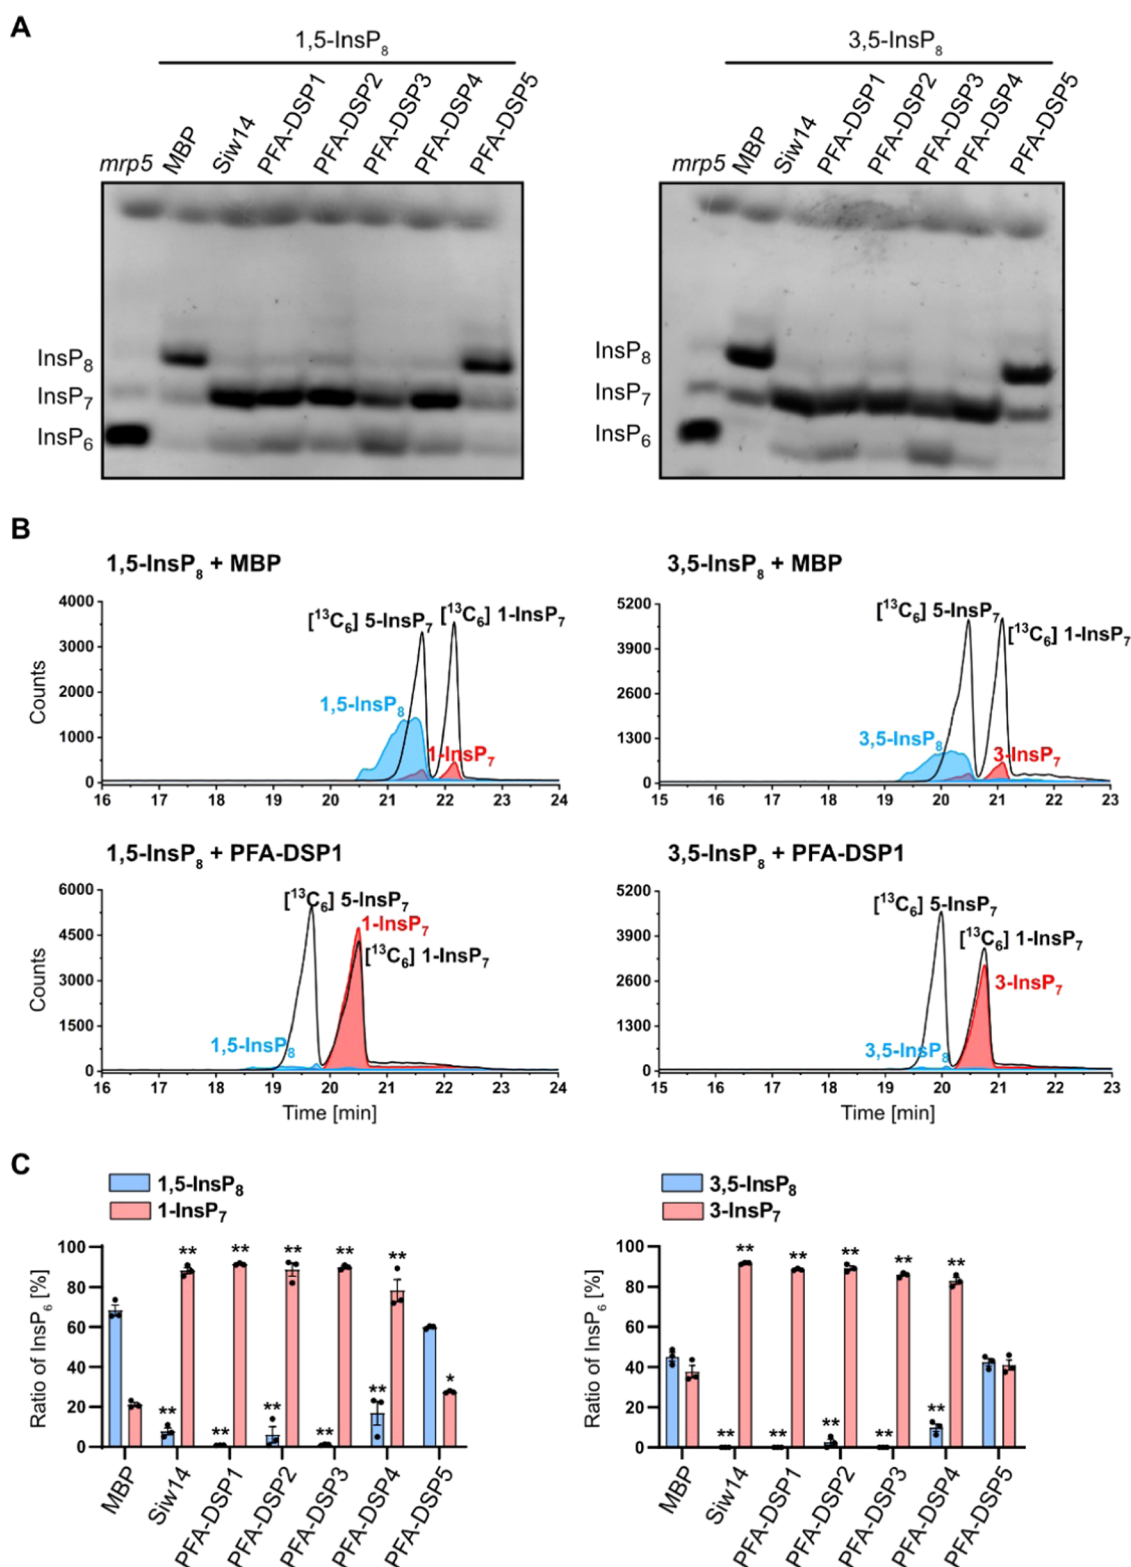 A
1,5-InsP8
mrp5 MBP Siw14 PFA-DSP1 PFA-DSP2 PFA-DSP3 PFA-DSP4 PFA-DSP5
InsP8
InsP7
InsP6
3,5-InsP8
mrp5 MBP Siw14 PFA-DSP1 PFA-DSP2 PFA-DSP3 PFA-DSP4 PFA-DSP5
InsP8
InsP7
InsP6
B
1,5-InsP8 + MBP
4000
3000
2000
1000
0
Counts
[13C6] 5-InsP7
[13C6] 1-InsP7
1,5-InsP8
1-InsP7
16 17 18 19 20 21 22 23 24
3,5-InsP8 + MBP
5200
3900
2600
1300
0
[13C6] 5-InsP7
[13C6] 1-InsP7
3,5-InsP8
3-InsP7
15 16 17 18 19 20 21 22 23
1,5-InsP8 + PFA-DSP1
6000
4500
3000
1500
0
Counts
[13C6] 5-InsP7
1-InsP7
[13C6] 1-InsP7
1,5-InsP8
16 17 18 19 20 21 22 23 24
Time [min]
3,5-InsP8 + PFA-DSP1
5200
3900
2600
1300
0
[13C6] 5-InsP7
[13C6] 1-InsP7
3-InsP7
3,5-InsP8
15 16 17 18 19 20 21 22 23
Time [min]
C
1,5-InsP8
1-InsP7
100
80
60
40
20
0
Ratio of InsP6 [%]
** ** ** ** **
** ** ** ** ** *
MBP Siw14 PFA-DSP1 PFA-DSP2 PFA-DSP3 PFA-DSP4 PFA-DSP5
3,5-InsP8
3-InsP7
100
80
60
40
20
0
Ratio of InsP6 [%]
** ** ** ** **
** ** ** ** **
MBP Siw14 PFA-DSP1 PFA-DSP2 PFA-DSP3 PFA-DSP4 PFA-DSP5